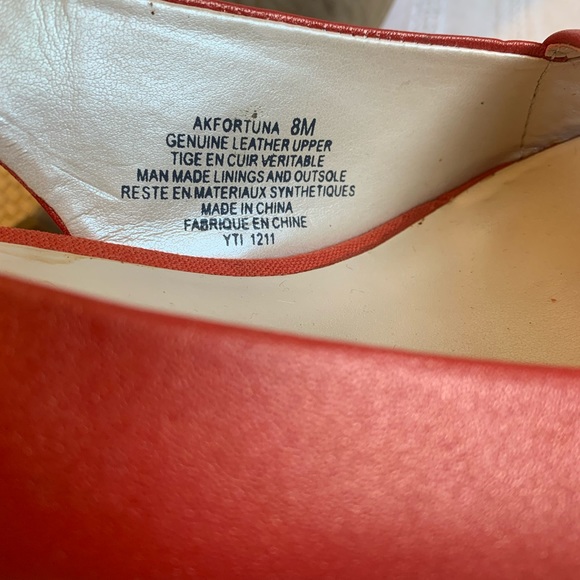 AKFORTUNA 8M
GENUINE LEATHER UPPER
TIGE EN CUIR VÉRITABLE
MAN MADE LININGS AND OUTSOLE
RESTE EN MATERIAUX SYNTHETIQUES
MADE IN CHINA
FABRIQUE EN CHINE
YTI 1211